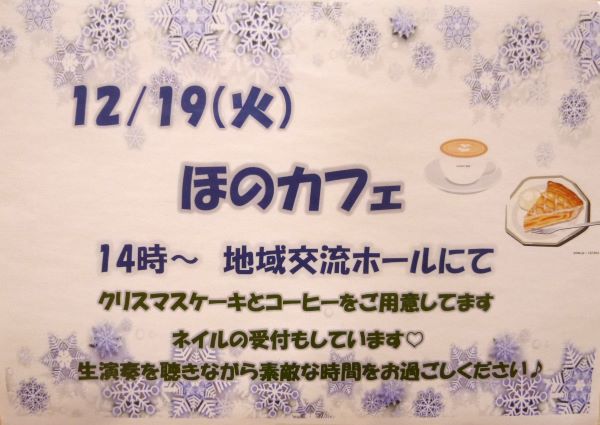 12/19(火)
ほのカフェ
14時～ 地域交流ホールにて
クリスマスケーキとコーヒーをご用意してます
ネイルの受付もしています♡
生演奏を聴きながら素敵な時間をお過ごしください♪